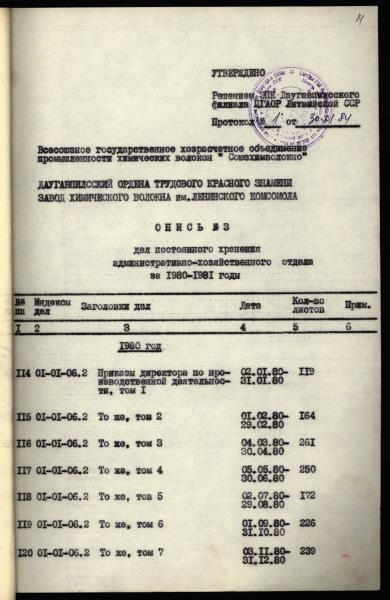 УТВЕРЖДЕНО
Решением ЭПК Даугавпилсского
филиала ЦГАОР Латвийской ССР
Протокол № 1 от 30.01.84
Всесоюзное государственное хозрасчетное объединение
промышленности химических волокон " Союзхимволокно"
ДАУГАВПИЛССКИЙ ОРДЕНА ТРУДОВОГО КРАСНОГО ЗНАМЕНИ
ЗАВОД ХИМИЧЕСКОГО ВОЛОКНА им.ЛЕНИНСКОГО КОМСОМОЛА
О П И С Ь № 3
дел постоянного хранения
административно-хозяйственного отдела
за 1980-1981 годы
№№ пп Индексы дел Заголовки дел Дата Кол-во листов Прим.
1 2 3 4 5 6
1980 год
114 01-01-06.2 Приказы директора по про- 02.01.80- 119
изводственной деятельнос- 31.01.80
ти, том 1
115 01-01-06.2 То же, том 2 01.02.80- 164
29.02.80
116 01-01-06.2 То же, том 3 04.03.80- 261
30.04.80
117 01-01-06.2 То же, том 4 05.05.80- 250
30.06.80
118 01-01-06.2 То же, тов 5 02.07.80- 172
29.08.80
119 01-01-06.2 То же, том 6 01.09.80- 226
31.10.80
120 01-01-06.2 То же, том 7 03.11.80- 239
31.12.80